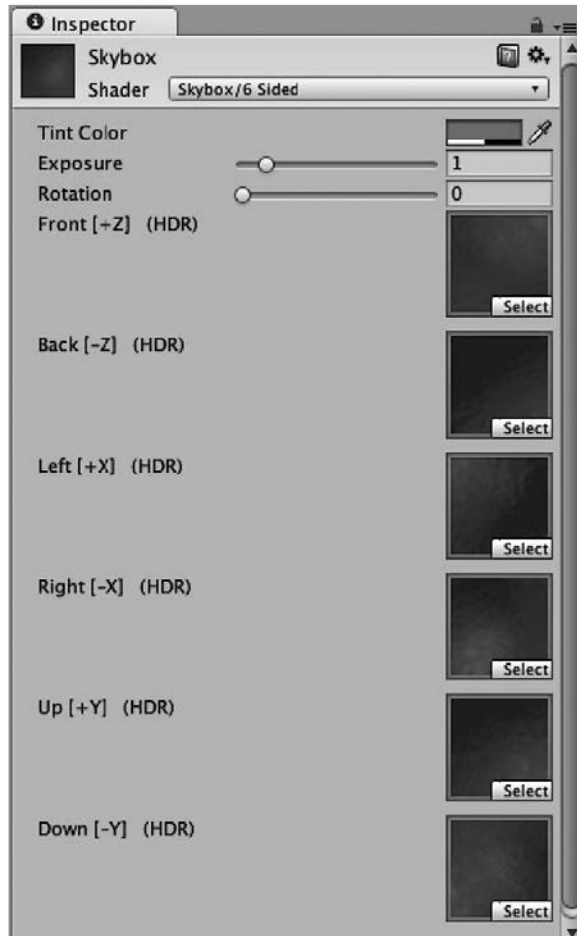 Inspector
Skybox
Shader Skybox/6 Sided
Tint Color
Exposure 1
Rotation 0
Front [+Z] (HDR)
Select
Back [-Z] (HDR)
Select
Left [+X] (HDR)
Select
Right [-X] (HDR)
Select
Up [+Y] (HDR)
Select
Down [-Y] (HDR)
Select